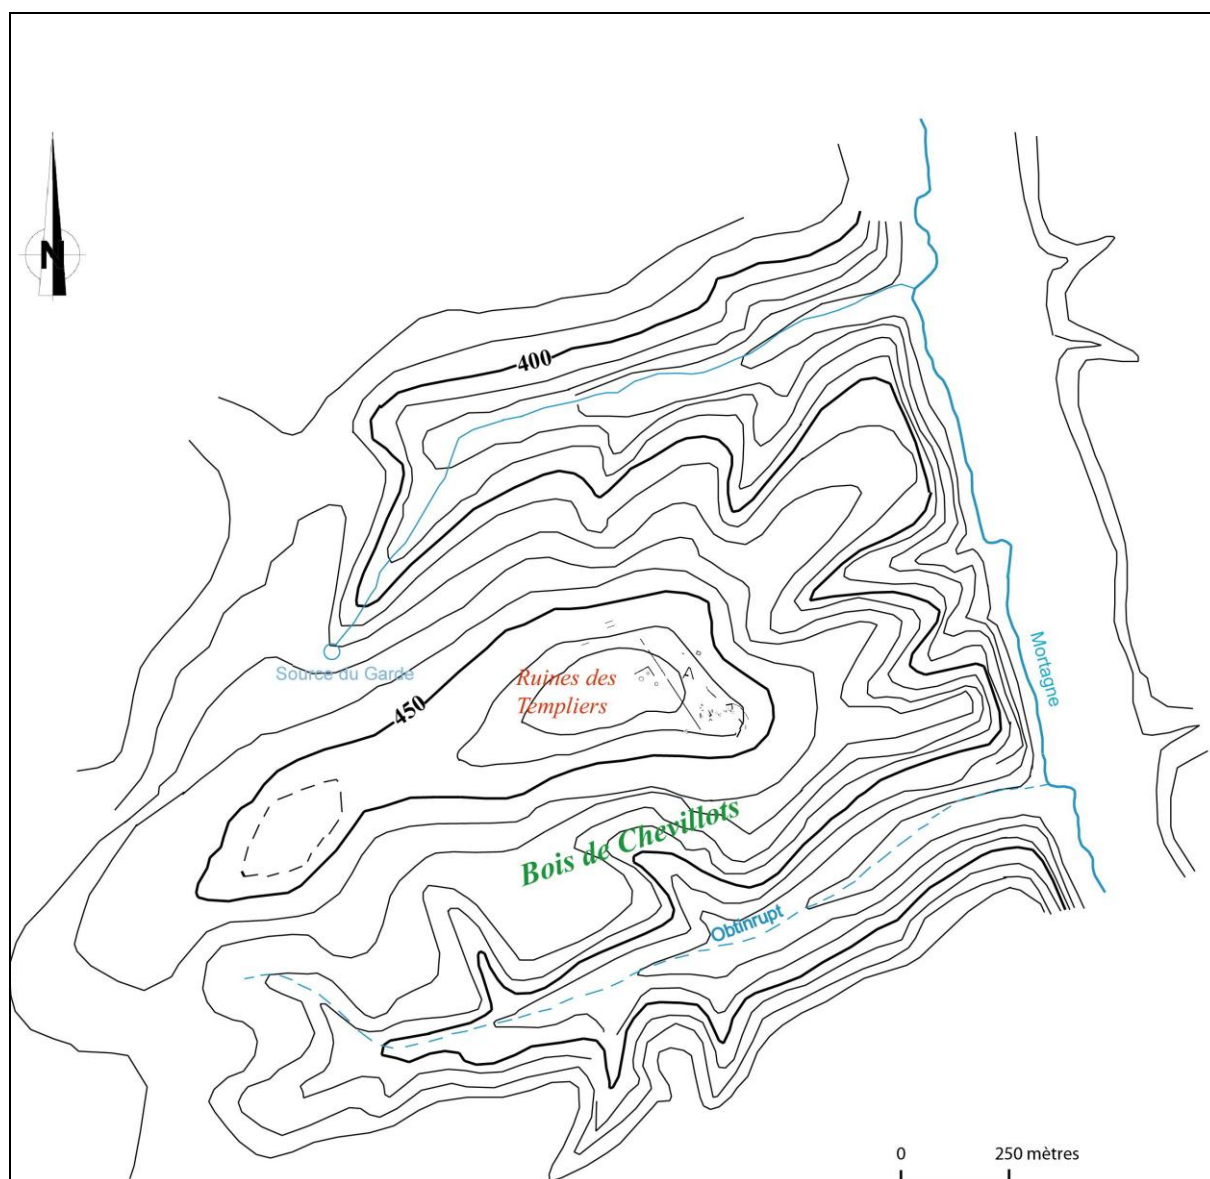 N
400
Source du Garde
Ruines des
Templiers
Mortagne
450
Bois de Chevillots
Obtinrupt
0 250 mètres